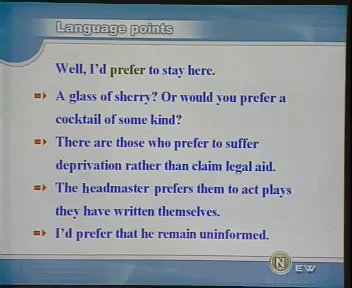 Language points
Well, I'd prefer to stay here.
A glass of sherry? Or would you prefer a
cocktail of some kind?
There are those who prefer to suffer
deprivation rather than claim legal aid.
The headmaster prefers them to act plays
they have written themselves.
I'd prefer that he remain uninformed.
N EW